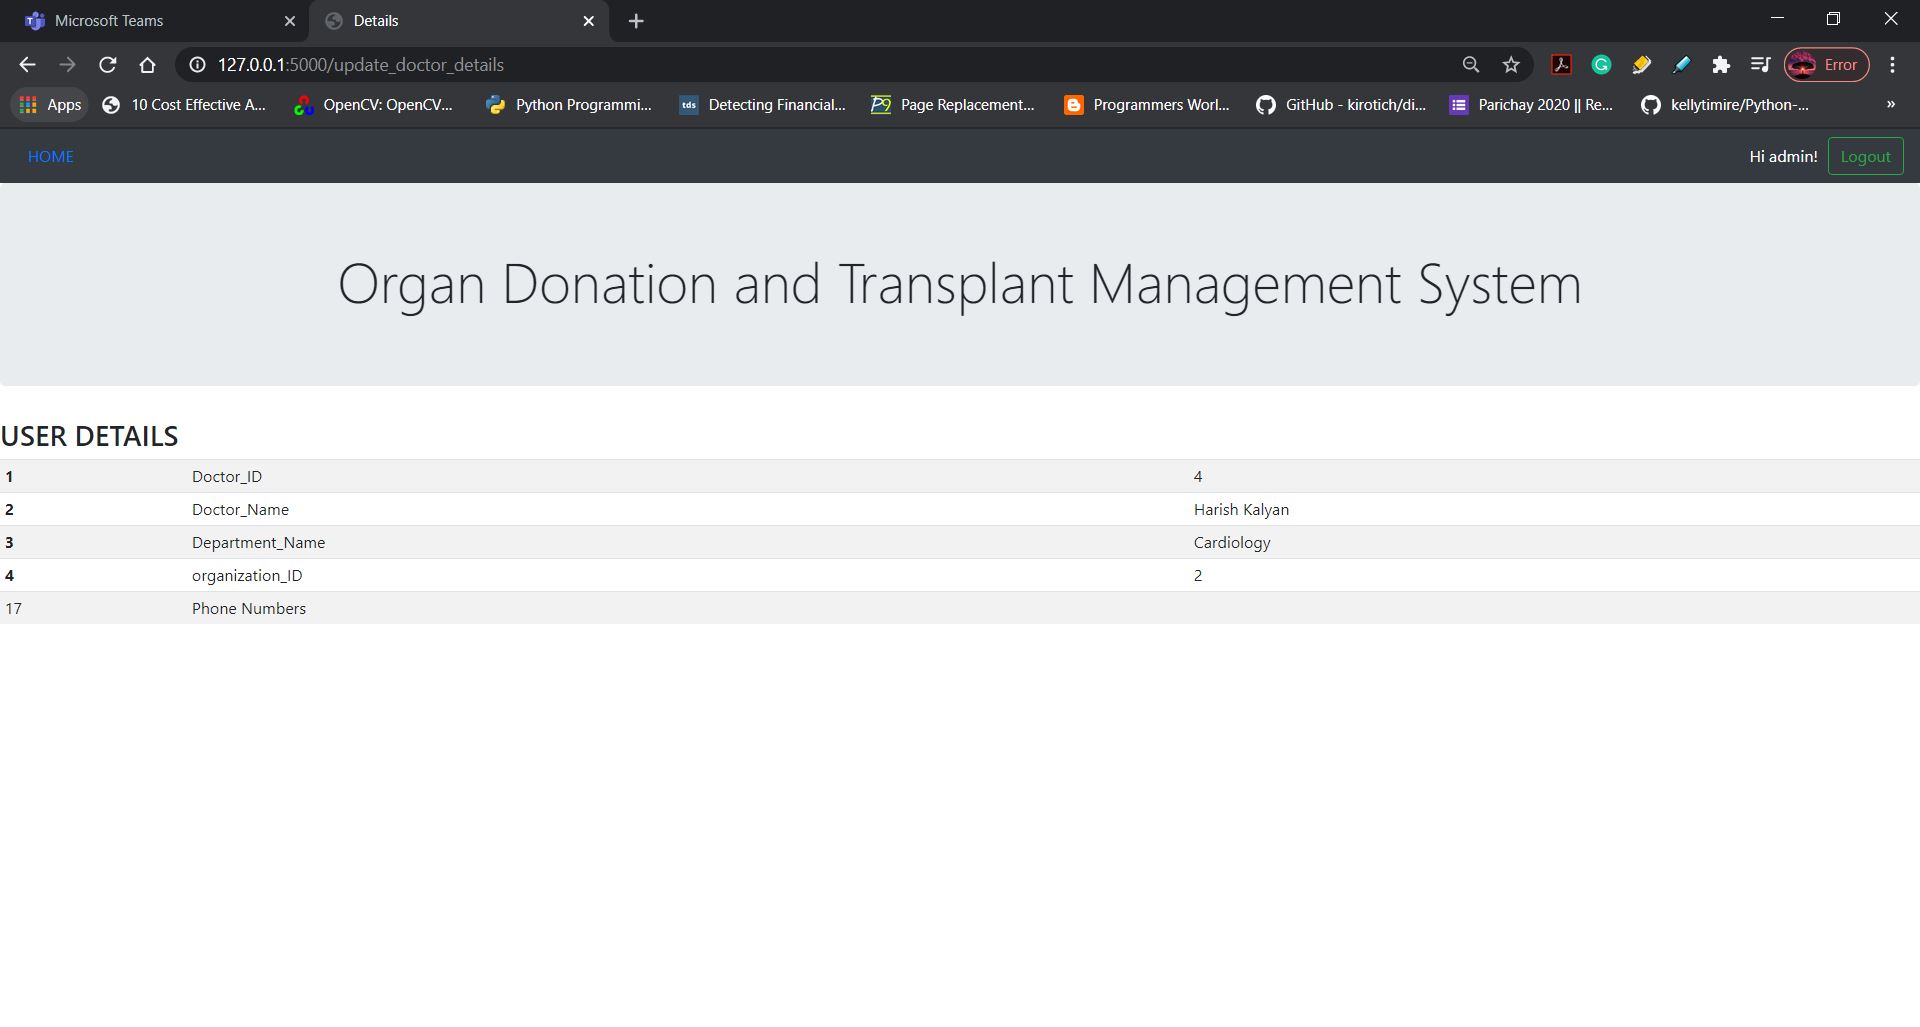 Microsoft Teams
Details
127.0.0.1:5000/update_doctor_details
Error
Apps
10 Cost Effective A...
OpenCV: OpenCV...
Python Programmi...
tds
Detecting Financial...
P9
Page Replacement...
Programmers Worl...
GitHub - kirotich/di...
Parichay 2020 || Re...
kellytimire/Python-...
»
HOME
Hi admin!
Logout
Organ Donation and Transplant Management System
USER DETAILS
1 Doctor_ID 4
2 Doctor_Name Harish Kalyan
3 Department_Name Cardiology
4 organization_ID 2
17 Phone Numbers